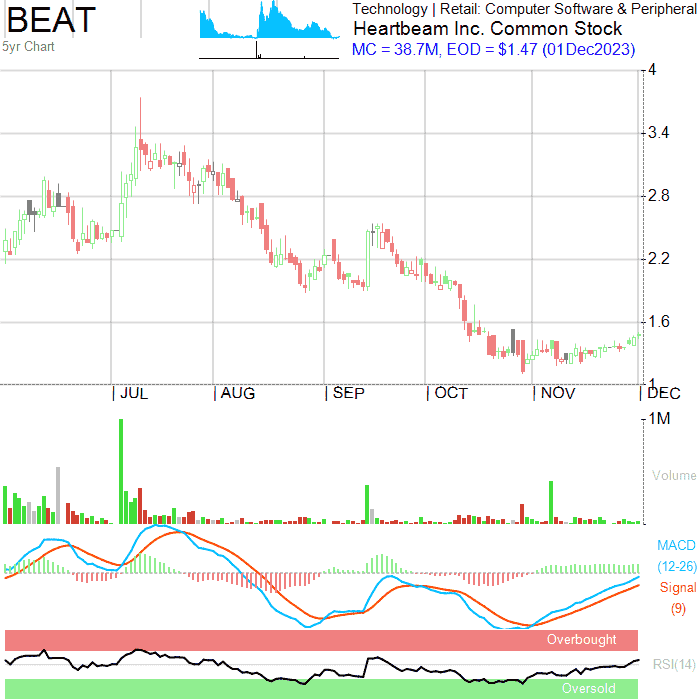 BEAT
5yr Chart
Technology | Retail: Computer Software & Peripheral
Heartbeam Inc. Common Stock
MC = 38.7M, EOD = $1.47 (01Dec2023)
4
3.4
2.8
2.2
1.6
1
JUL
AUG
SEP
OCT
NOV
DEC
1M
Volume
MACD
(12-26)
Signal
(9)
Overbought
RSI(14)
Oversold